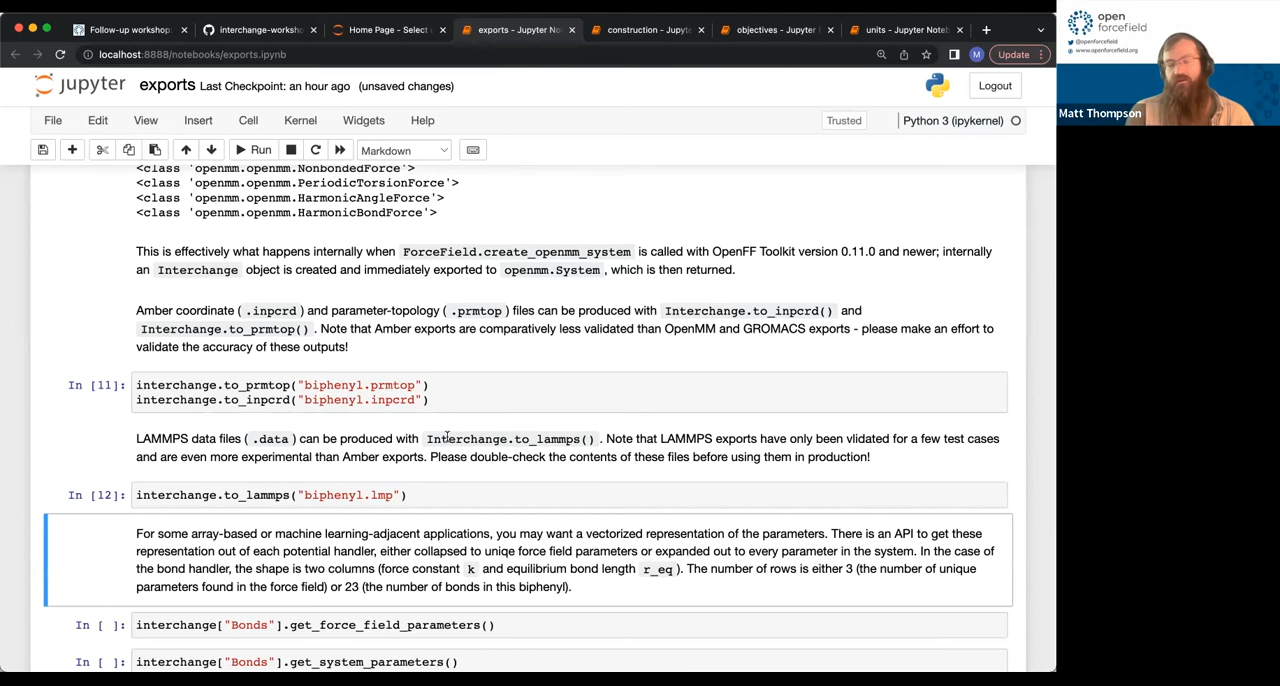 Follow-up workshop:
interchange-worksho
Home Page - Select
exports - Jupyter No
construction - Jupyte
objectives - Jupyter
units - Jupyter Note
localhost:8888/notebooks/exports.ipynb
M
Update
open
forcefield
@openforcefield
www.openforcefield.org
Matt Thompson
jupyter
exports Last Checkpoint: an hour ago (unsaved changes)
Logout
File Edit View Insert Cell Kernel Widgets Help
Trusted
Python 3 (ipykernel)
Run
Markdown
<class 'openmm.openmm.NonbondedForce'>
<class 'openmm.openmm.PeriodicTorsionForce'>
<class 'openmm.openmm.HarmonicAngleForce'>
<class 'openmm.openmm.HarmonicBondForce'>
This is effectively what happens internally when ForceField.create_openmm_system is called with OpenFF Toolkit version 0.11.0 and newer; internally
an Interchange object is created and immediately exported to openmm.System, which is then returned.
Amber coordinate (.inpcrd) and parameter-topology (.prmtop) files can be produced with Interchange.to_inpcrd() and
Interchange.to_prmtop(). Note that Amber exports are comparatively less validated than OpenMM and GROMACS exports - please make an effort to
validate the accuracy of these outputs!
In [11]: interchange.to_prmtop("biphenyl.prmtop")
interchange.to_inpcrd("biphenyl.inpcrd")
LAMMPS data files (.data) can be produced with Interchange.to_lammps(). Note that LAMMPS exports have only been vlidated for a few test cases
and are even more experimental than Amber exports. Please double-check the contents of these files before using them in production!
In [12]: interchange.to_lammps("biphenyl.lmp")
For some array-based or machine learning-adjacent applications, you may want a vectorized representation of the parameters. There is an API to get these
representation out of each potential handler, either collapsed to uniqe force field parameters or expanded out to every parameter in the system. In the case of
the bond handler, the shape is two columns (force constant k and equilibrium bond length r_eq). The number of rows is either 3 (the number of unique
parameters found in the force field) or 23 (the number of bonds in this biphenyl).
In [ ]: interchange["Bonds"].get_force_field_parameters()
In [ ]: interchange["Bonds"].get_system_parameters()